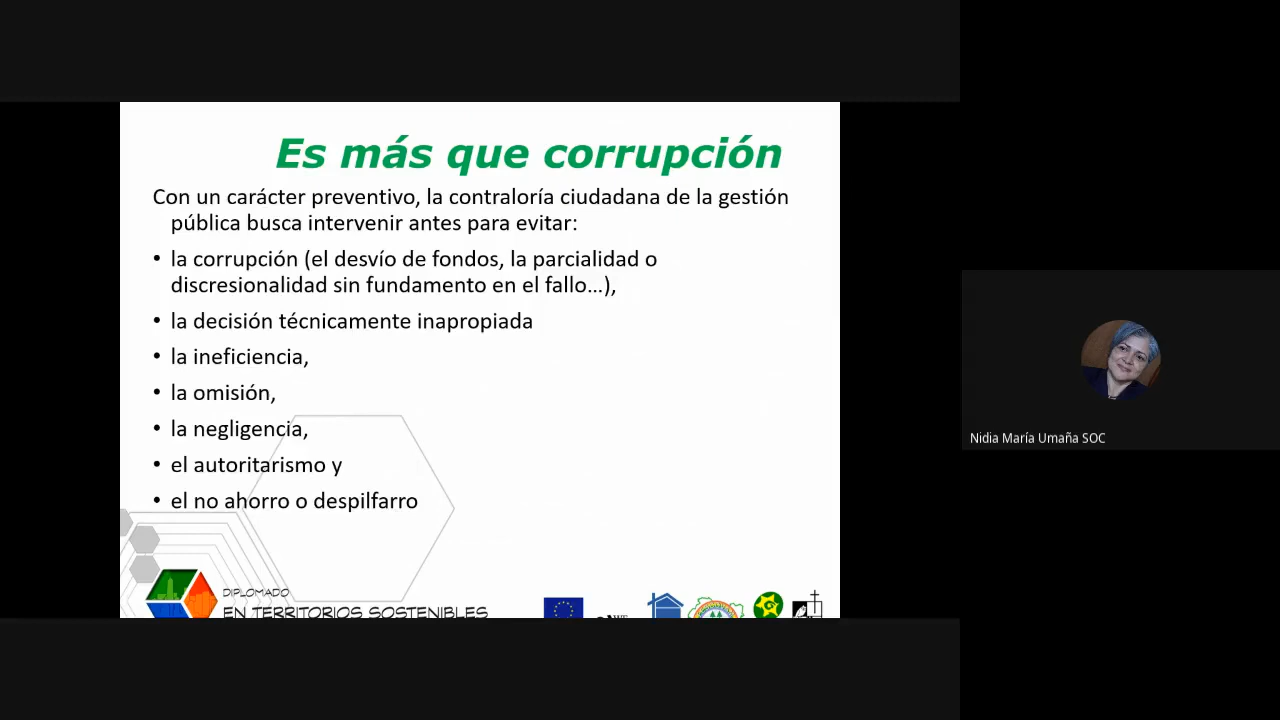 Es más que corrupción
Con un carácter preventivo, la contraloría ciudadana de la gestión
pública busca intervenir antes para evitar:
• la corrupción (el desvío de fondos, la parcialidad o
discresionalidad sin fundamento en el fallo...),
• la decisión técnicamente inapropiada
• la ineficiencia,
• la omisión,
• la negligencia,
• el autoritarismo y
• el no ahorro o despilfarro
DIPLOMADO
EN TERRITORIOS SOSTENIBLES
Nidia María Umaña SOC